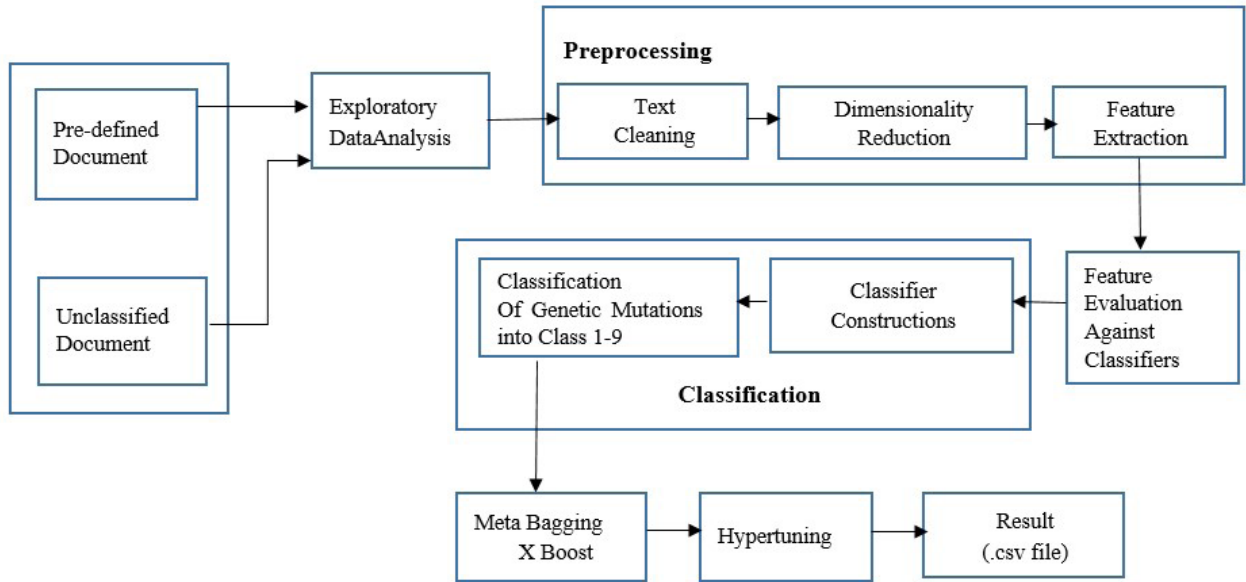 Pre-defined
Document
Unclassified
Document
Exploratory
DataAnalysis
Preprocessing
Text
Cleaning
Dimensionality
Reduction
Feature
Extraction
Feature
Evaluation
Against
Classifiers
Classifier
Constructions
Classification
Of Genetic Mutations
into Class 1-9
Classification
Meta Bagging
X Boost
Hypertuning
Result
(.csv file)